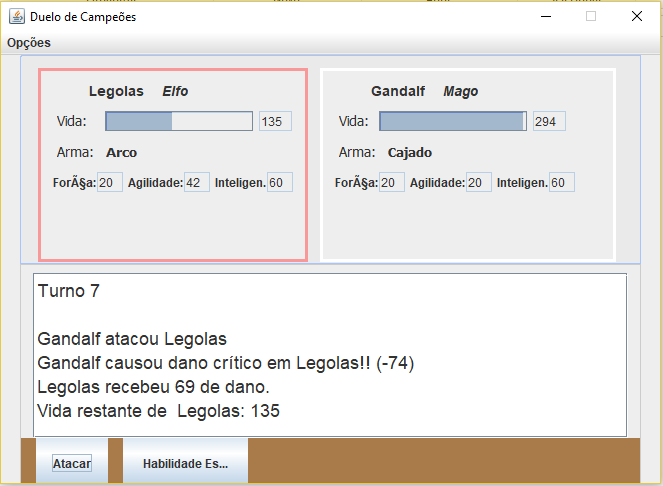 Duelo de Campeões
Opções
Legolas Elfo
Vida: 135
Arma: Arco
ForÃ§a: 20 Agilidade: 42 Inteligen. 60
Gandalf Mago
Vida: 294
Arma: Cajado
ForÃ§a: 20 Agilidade: 20 Inteligen. 60
Turno 7
Gandalf atacou Legolas
Gandalf causou dano crítico em Legolas!! (-74)
Legolas recebeu 69 de dano.
Vida restante de  Legolas: 135
Atacar Habilidade Es...